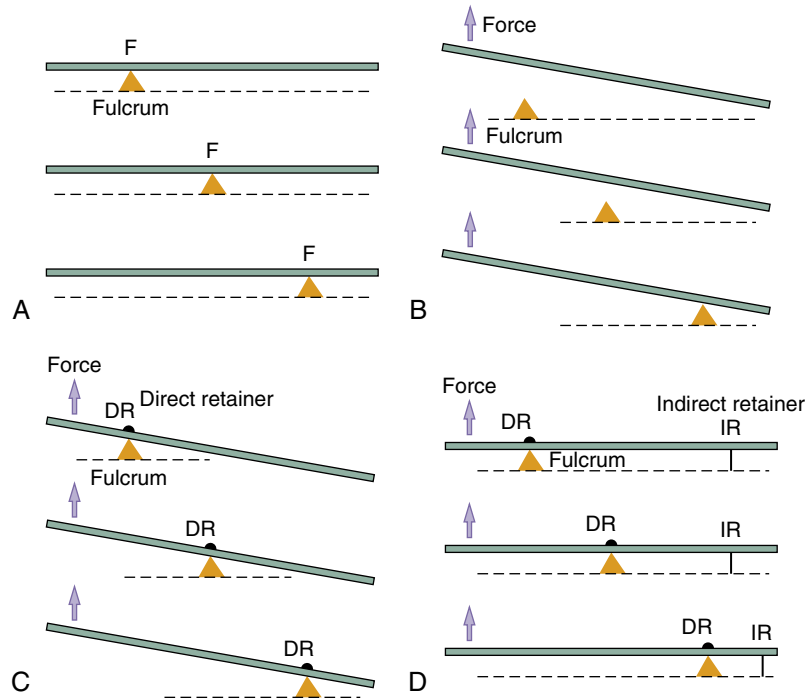 F
Fulcrum
F
F
A
Force
Fulcrum
B
Force
DR Direct retainer
Fulcrum
DR
DR
C
Force
Indirect retainer
DR
IR
Fulcrum
DR
IR
DR
IR
D